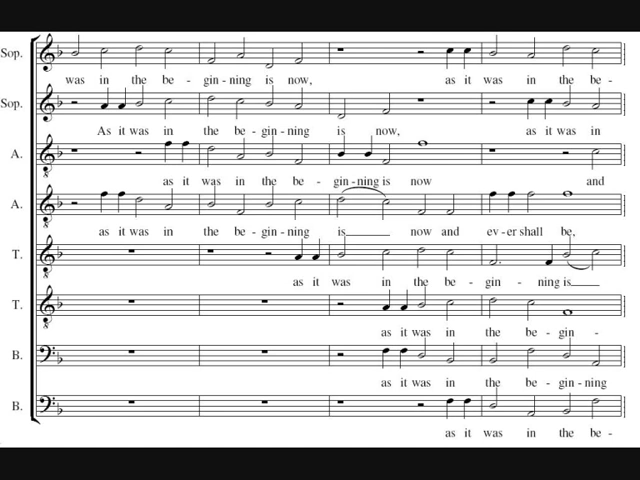 Sop.
was in the be - gin - ning is now, as it was in the be -
Sop.
As it was in the be - gin - ning is now, as it was in
A.
as it was in the be - gin - ning is now and
A.
as it was in the be - gin - ning is now and ev - er shall be,
T.
as it was in the be - gin - ning is
T.
as it was in the be - gin -
B.
as it was in the be - gin - ning
B.
as it was in the be -